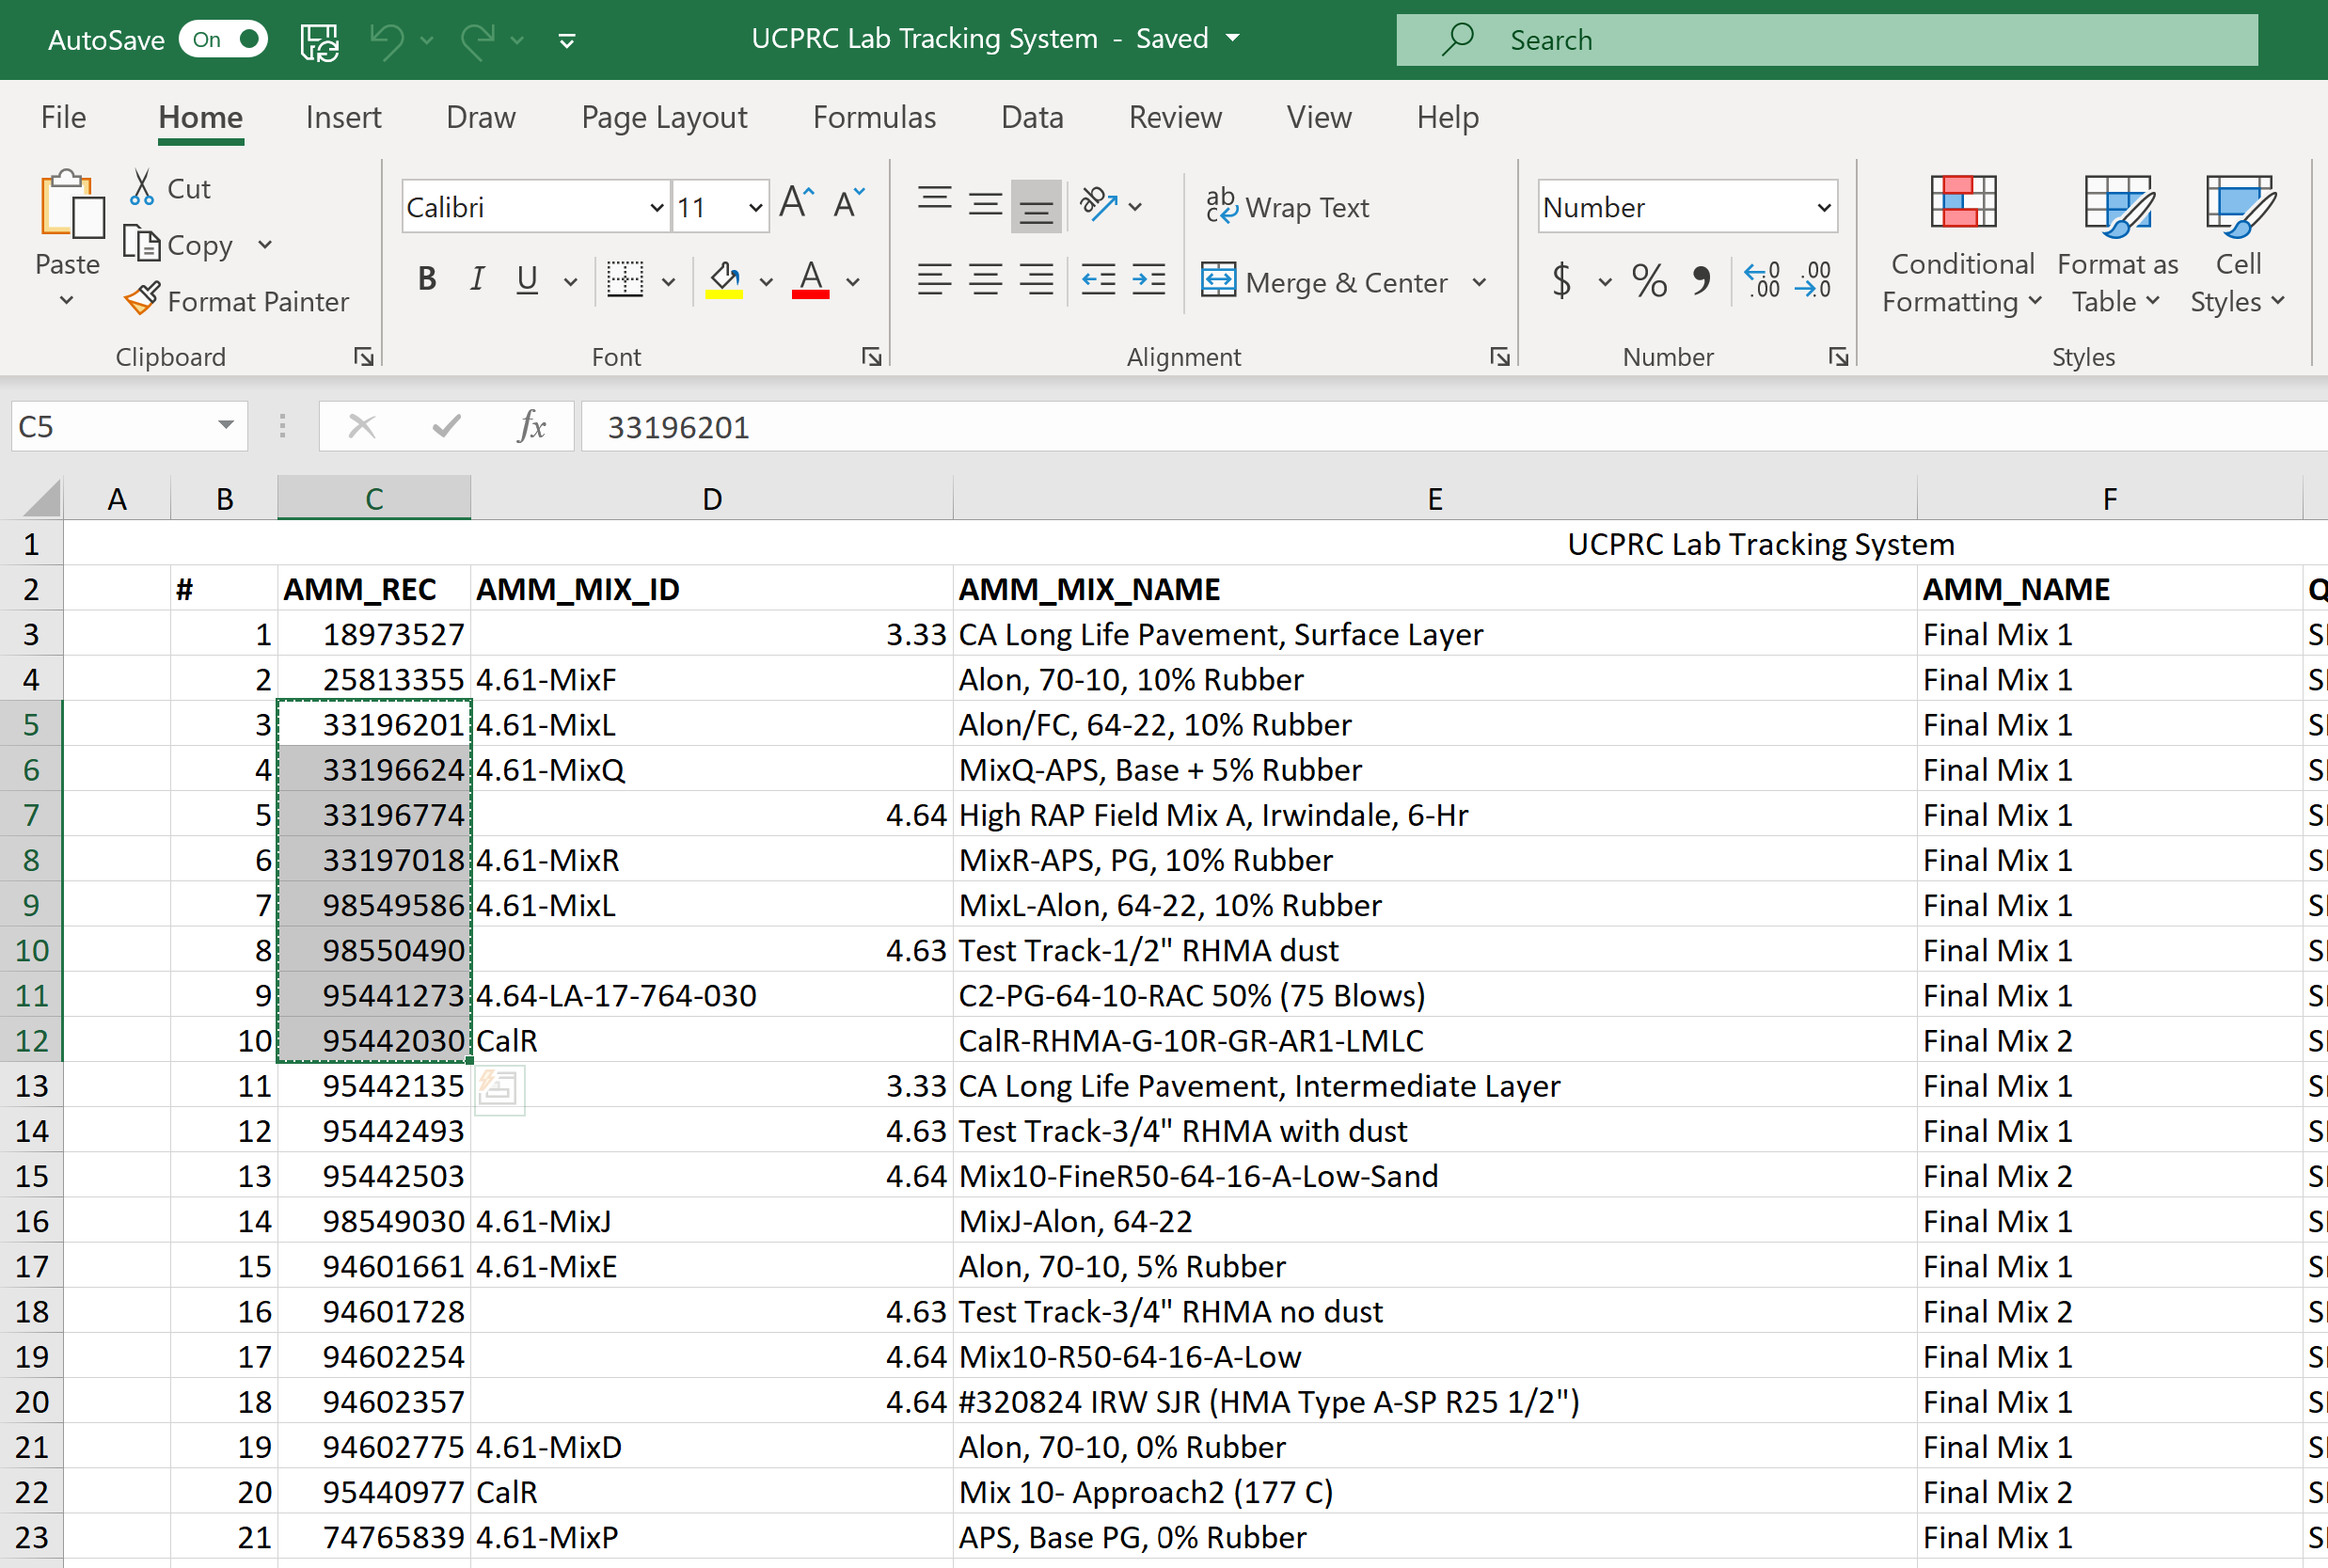 AutoSave On UCPRC Lab Tracking System - Saved Search
File Home Insert Draw Page Layout Formulas Data Review View Help
Paste Cut Copy Format Painter
Clipboard
Calibri 11 A A
B I U A
Font
ab Wrap Text
Merge & Center
Alignment
Number
$ % , .0 .00 .00 .0
Number
Conditional Formatting Format as Table Cell Styles
Styles
C5 fx 33196201
A B C D E F
1 UCPRC Lab Tracking System
2 # AMM_REC AMM_MIX_ID AMM_MIX_NAME AMM_NAME
3 1 18973527 3.33 CA Long Life Pavement, Surface Layer Final Mix 1
4 2 25813355 4.61-MixF Alon, 70-10, 10% Rubber Final Mix 1
5 3 33196201 4.61-MixL Alon/FC, 64-22, 10% Rubber Final Mix 1
6 4 33196624 4.61-MixQ MixQ-APS, Base + 5% Rubber Final Mix 1
7 5 33196774 4.64 High RAP Field Mix A, Irwindale, 6-Hr Final Mix 1
8 6 33197018 4.61-MixR MixR-APS, PG, 10% Rubber Final Mix 1
9 7 98549586 4.61-MixL MixL-Alon, 64-22, 10% Rubber Final Mix 1
10 8 98550490 4.63 Test Track-1/2" RHMA dust Final Mix 1
11 9 95441273 4.64-LA-17-764-030 C2-PG-64-10-RAC 50% (75 Blows) Final Mix 1
12 10 95442030 CalR CalR-RHMA-G-10R-GR-AR1-LMLC Final Mix 2
13 11 95442135 3.33 CA Long Life Pavement, Intermediate Layer Final Mix 1
14 12 95442493 4.63 Test Track-3/4" RHMA with dust Final Mix 1
15 13 95442503 4.64 Mix10-FineR50-64-16-A-Low-Sand Final Mix 2
16 14 98549030 4.61-MixJ MixJ-Alon, 64-22 Final Mix 1
17 15 94601661 4.61-MixE Alon, 70-10, 5% Rubber Final Mix 1
18 16 94601728 4.63 Test Track-3/4" RHMA no dust Final Mix 2
19 17 94602254 4.64 Mix10-R50-64-16-A-Low Final Mix 1
20 18 94602357 4.64 #320824 IRW SJR (HMA Type A-SP R25 1/2") Final Mix 1
21 19 94602775 4.61-MixD Alon, 70-10, 0% Rubber Final Mix 1
22 20 95440977 CalR Mix 10- Approach2 (177 C) Final Mix 2
23 21 74765839 4.61-MixP APS, Base PG, 0% Rubber Final Mix 1